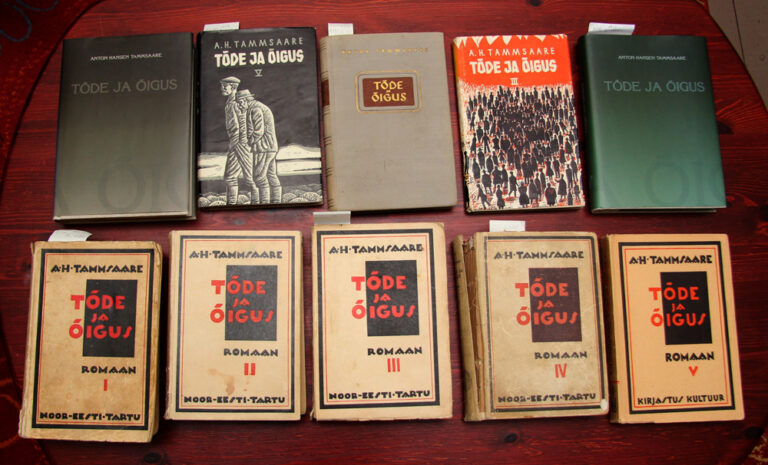 ANTON HANSEN TAMMSAARE
TÕDE JA ÕIGUS
A. H. TAMMSAARE
TÕDE JA ÕIGUS
V
TÕDE
JA
ÕIGUS
A. H. TAMMSAARE
TÕDE JA ÕIGUS
III
ANTON HANSEN TAMMSAARE
TÕDE JA ÕIGUS
A·H·TAMMSAARE
TÕDE
JA
ÕIGUS
ROMAAN
I
NOOR-EESTI·TARTU
A·H·TAMMSAARE
TÕDE
JA
ÕIGUS
ROMAAN
II
NOOR-EESTI·TARTU
A·H·TAMMSAARE
TÕDE
JA
ÕIGUS
ROMAAN
III
NOOR-EESTI·TARTU
A·H·TAMMSAARE
TÕDE
JA
ÕIGUS
ROMAAN
IV
NOOR-EESTI·TARTU
A·H·TAMMSAARE
TÕDE
JA
ÕIGUS
ROMAAN
V
KIRJASTUS KULTUUR